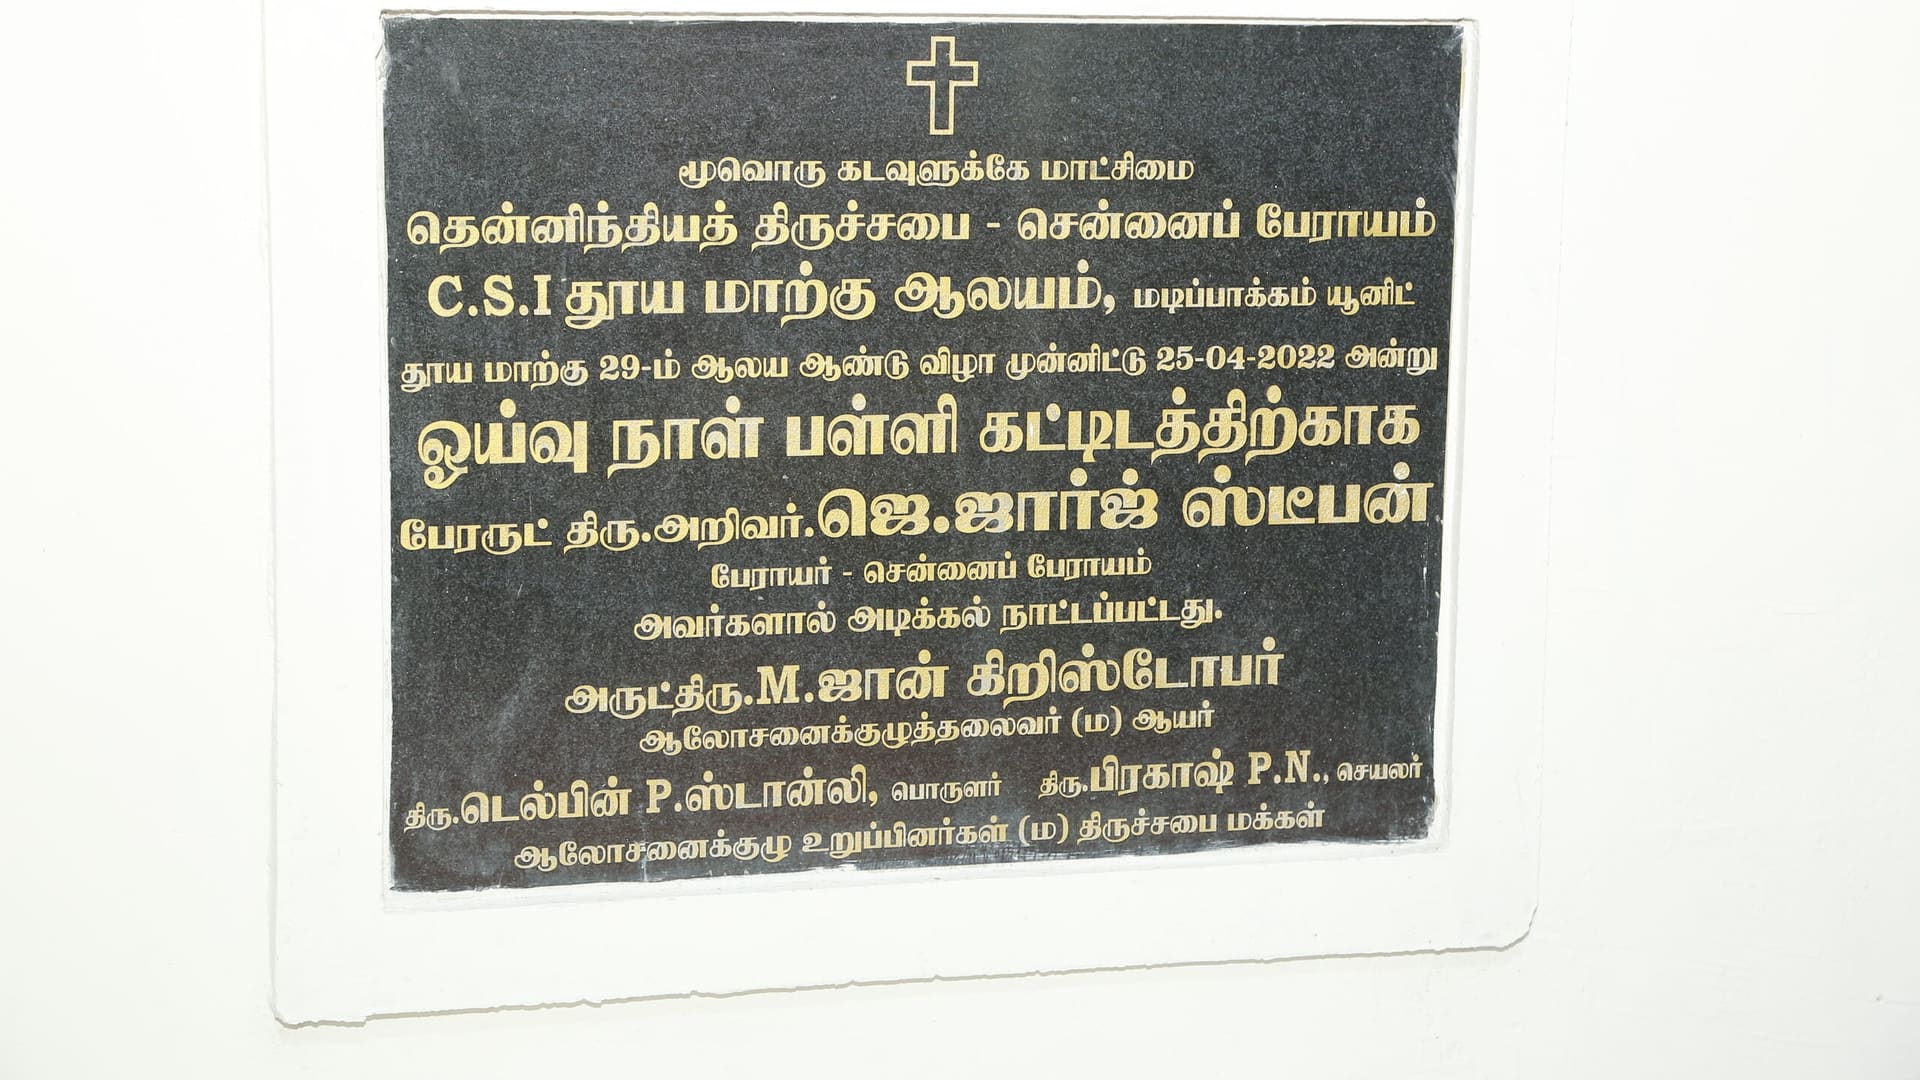 மூவொரு கடவுளுக்கே மாட்சிமை
தென்னிந்தியத் திருச்சபை - சென்னைப் பேராயம்
C.S.I தூய மாற்கு ஆலயம், மடிப்பாக்கம் யூனிட்
தூய மாற்கு 29-ம் ஆலய ஆண்டு விழா முன்னிட்டு 25-04-2022 அன்று
ஓய்வு நாள் பள்ளி கட்டிடத்திற்காக
பேரருட் திரு.அறிவர்.ஜெ.ஜார்ஜ் ஸ்டீபன்
பேராயர் - சென்னைப் பேராயம்
அவர்களால் அடிக்கல் நாட்டப்பட்டது.
அருட்திரு.M.ஜான் கிறிஸ்டோபர்
ஆலோசனைக்குழுத்தலைவர் (ம) ஆயர்
திரு.டெல்பின் P.ஸ்டான்லி, பொருளர் திரு.பிரகாஷ் P.N., செயலர்
ஆலோசனைக்குழு உறுப்பினர்கள் (ம) திருச்சபை மக்கள்